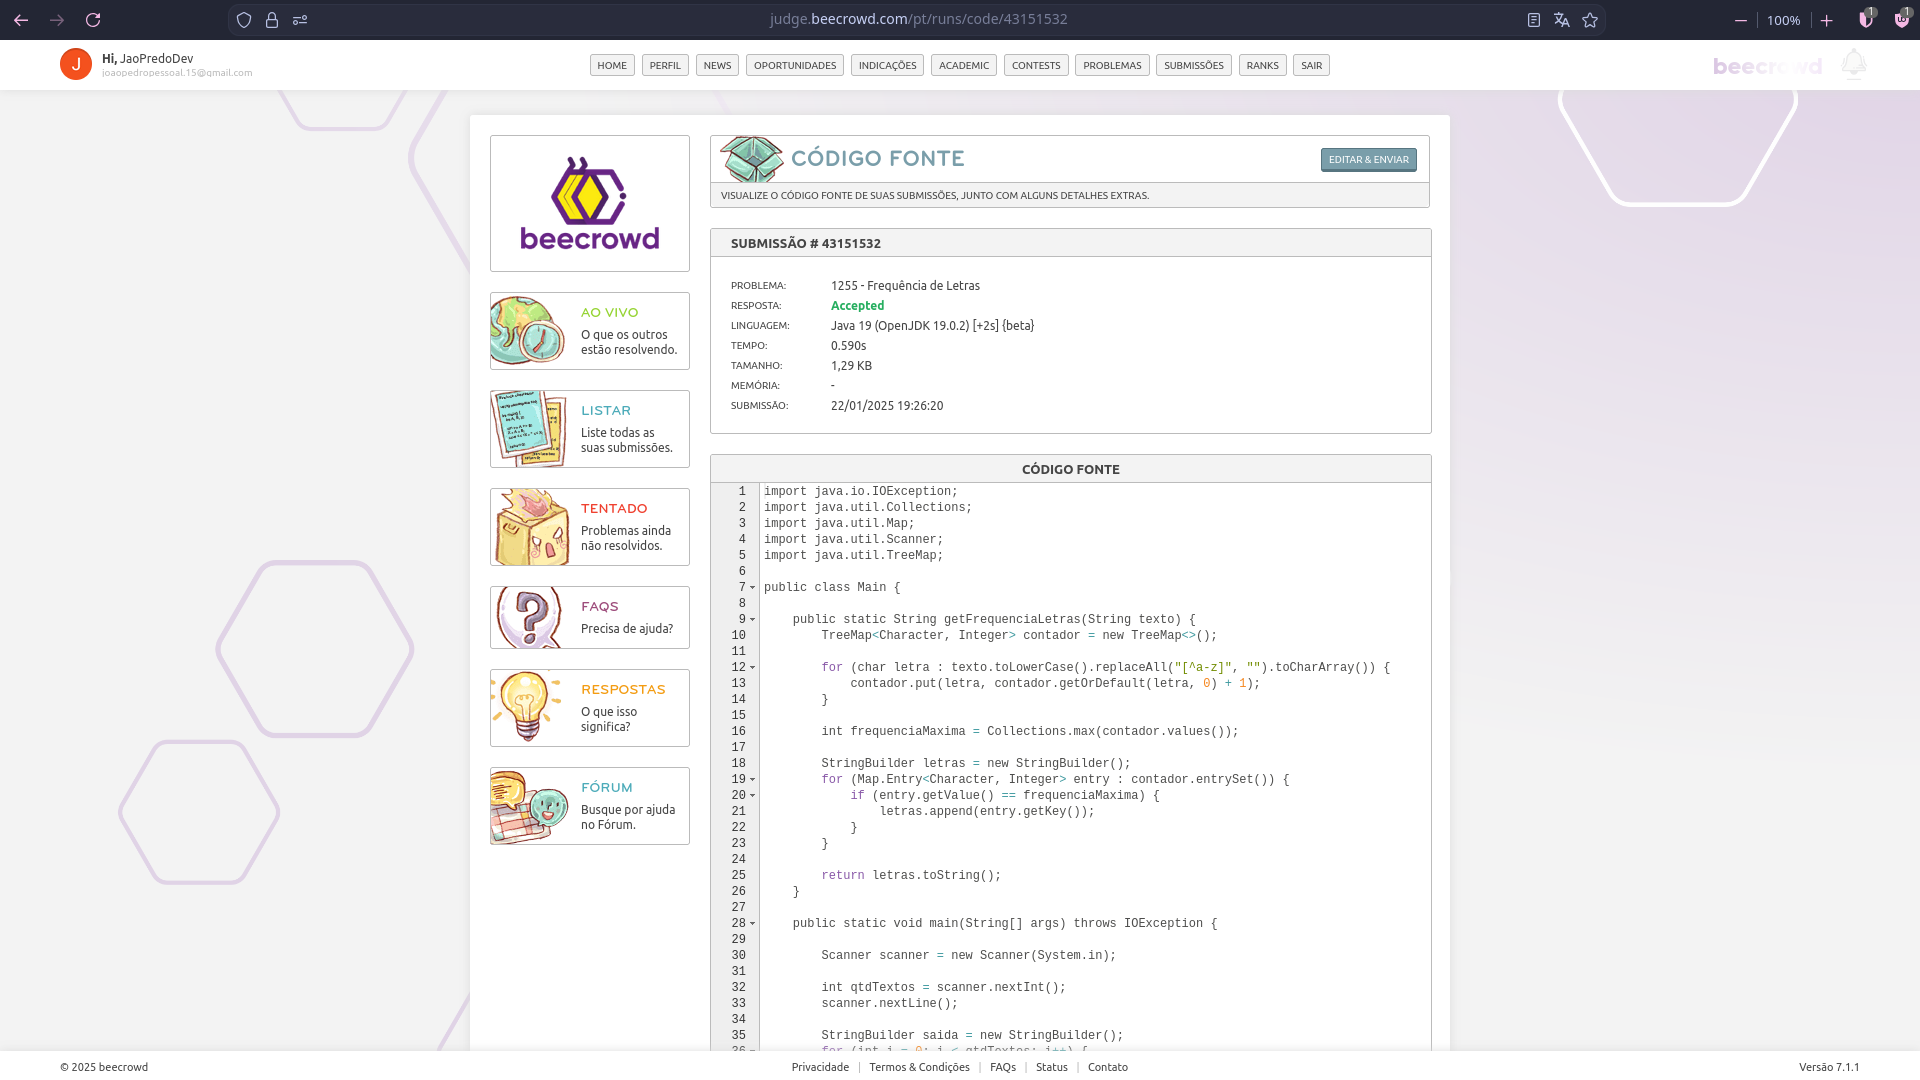 judge.beecrowd.com/pt/runs/code/43151532
100%
1
1
J
Hi, JaoPredoDev
joaopedropessoal.15@gmail.com
HOME
PERFIL
NEWS
OPORTUNIDADES
INDICAÇÕES
ACADEMIC
CONTESTS
PROBLEMAS
SUBMISSÕES
RANKS
SAIR
beecrowd
beecrowd
AO VIVO
O que os outros
estão resolvendo.
LISTAR
Liste todas as
suas submissões.
TENTADO
Problemas ainda
não resolvidos.
FAQS
Precisa de ajuda?
RESPOSTAS
O que isso
significa?
FÓRUM
Busque por ajuda
no Fórum.
CÓDIGO FONTE
EDITAR & ENVIAR
VISUALIZE O CÓDIGO FONTE DE SUAS SUBMISSÕES, JUNTO COM ALGUNS DETALHES EXTRAS.
SUBMISSÃO # 43151532
PROBLEMA: 1255 - Frequência de Letras
RESPOSTA: Accepted
LINGUAGEM: Java 19 (OpenJDK 19.0.2) [+2s] {beta}
TEMPO: 0.590s
TAMANHO: 1,29 KB
MEMÓRIA: -
SUBMISSÃO: 22/01/2025 19:26:20
CÓDIGO FONTE
1 import java.io.IOException;
2 import java.util.Collections;
3 import java.util.Map;
4 import java.util.Scanner;
5 import java.util.TreeMap;
6
7 public class Main {
8
9     public static String getFrequenciaLetras(String texto) {
10         TreeMap<Character, Integer> contador = new TreeMap<>();
11
12         for (char letra : texto.toLowerCase().replaceAll("[^a-z]", "").toCharArray()) {
13             contador.put(letra, contador.getOrDefault(letra, 0) + 1);
14         }
15
16         int frequenciaMaxima = Collections.max(contador.values());
17
18         StringBuilder letras = new StringBuilder();
19         for (Map.Entry<Character, Integer> entry : contador.entrySet()) {
20             if (entry.getValue() == frequenciaMaxima) {
21                 letras.append(entry.getKey());
22             }
23         }
24
25         return letras.toString();
26     }
27
28     public static void main(String[] args) throws IOException {
29
30         Scanner scanner = new Scanner(System.in);
31
32         int qtdTextos = scanner.nextInt();
33         scanner.nextLine();
34
35         StringBuilder saida = new StringBuilder();
36         for (int i = 0; i < qtdTextos; i++) {
© 2025 beecrowd
Privacidade | Termos & Condições | FAQs | Status | Contato
Versão 7.1.1